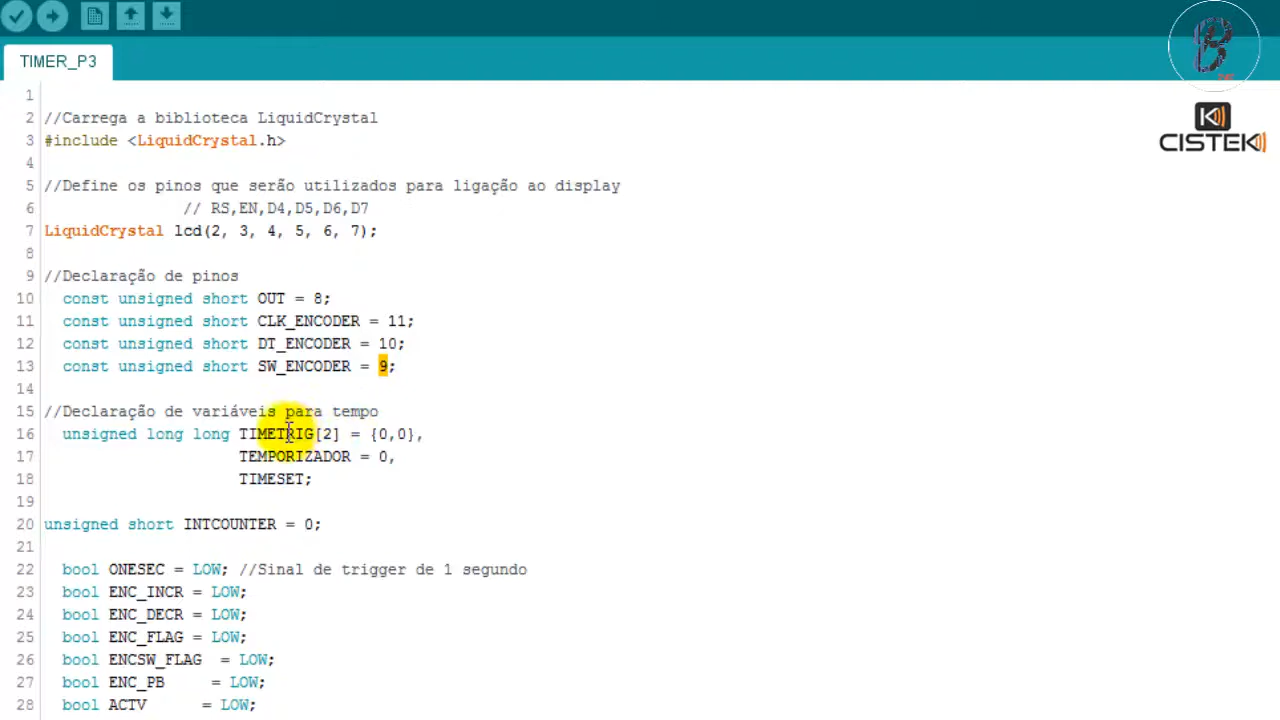 TIMER_P3
CISTEK
1
2 //Carrega a biblioteca LiquidCrystal
3 #include <LiquidCrystal.h>
4
5 //Define os pinos que serão utilizados para ligação ao display
6 // RS,EN,D4,D5,D6,D7
7 LiquidCrystal lcd(2, 3, 4, 5, 6, 7);
8
9 //Declaração de pinos
10 const unsigned short OUT = 8;
11 const unsigned short CLK_ENCODER = 11;
12 const unsigned short DT_ENCODER = 10;
13 const unsigned short SW_ENCODER = 9;
14
15 //Declaração de variáveis para tempo
16 unsigned long long TIMETRIG[2] = {0,0},
17 TEMPORIZADOR = 0,
18 TIMESET;
19
20 unsigned short INTCOUNTER = 0;
21
22 bool ONESEC = LOW; //Sinal de trigger de 1 segundo
23 bool ENC_INCR = LOW;
24 bool ENC_DECR = LOW;
25 bool ENC_FLAG = LOW;
26 bool ENCSW_FLAG = LOW;
27 bool ENC_PB = LOW;
28 bool ACTV = LOW;